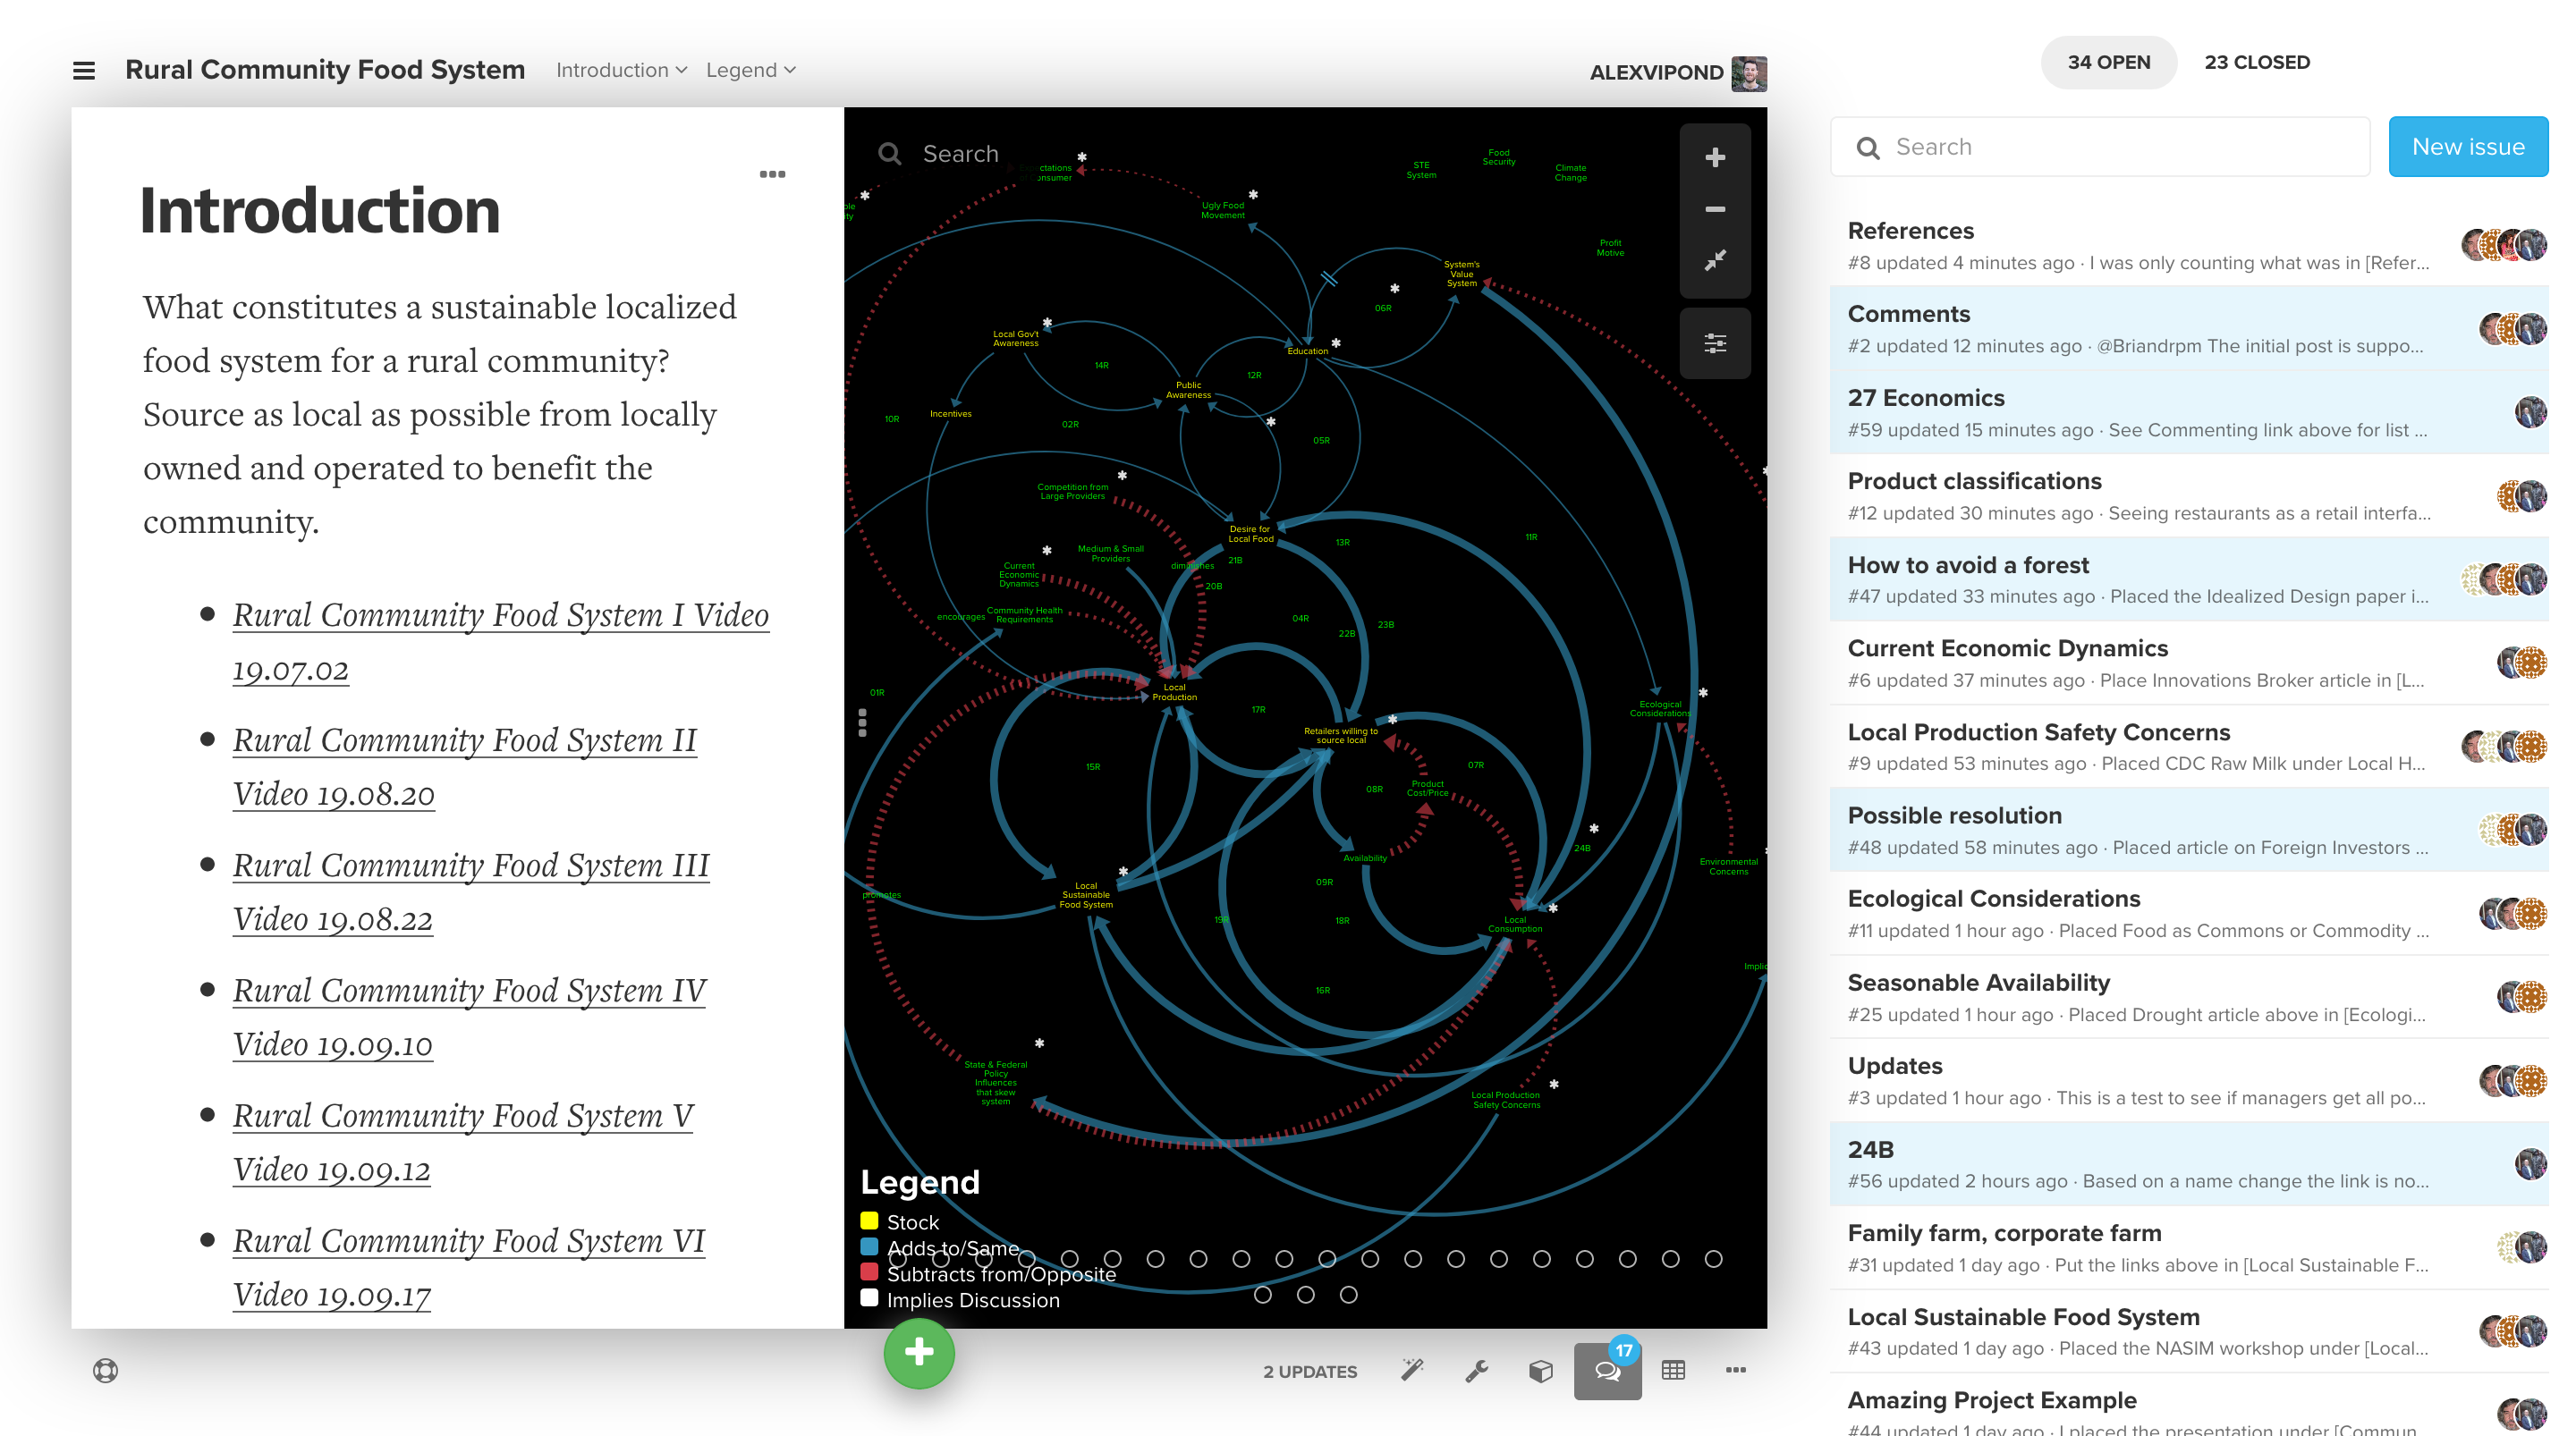 Rural Community Food System
Introduction
Legend
ALEXVIPOND
Introduction
What constitutes a sustainable localized
food system for a rural community?
Source as local as possible from locally
owned and operated to benefit the
community.
Rural Community Food System I Video
19.07.02
Rural Community Food System II
Video 19.08.20
Rural Community Food System III
Video 19.08.22
Rural Community Food System IV
Video 19.09.10
Rural Community Food System V
Video 19.09.12
Rural Community Food System VI
Video 19.09.17
Search
STE
System
Food
Security
Climate
Change
Ugly Food
Movement
Profit
Motive
System's
Value
System
06R
Local Gov't
Awareness
Education
14R
12R
Public
Awareness
Incentives
10R
02R
05R
Competition from
Large Providers
Desire for
Local Food
13R
11R
Medium & Small
Providers
21B
diminishes
Current
Economic
Dynamics
20B
encourages
Community Health
Requirements
04R
23B
22B
01R
Local
Production
17R
Ecological
Considerations
Retailers willing to
source local
15R
07R
08R
Product
Cost/Price
24B
Availability
Environmental
Concerns
09R
promotes
Local
Sustainable
Food System
19R
18R
Local
Consumption
16R
State & Federal
Policy
Influences
that skew
system
Local Production
Safety Concerns
Legend
Stock
Adds to/Same
Subtracts from/Opposite
Implies Discussion
2 UPDATES
17
34 OPEN
23 CLOSED
Search
New issue
References
#8 updated 4 minutes ago · I was only counting what was in [Refer...
Comments
#2 updated 12 minutes ago · @Briandrpm The initial post is suppo...
27 Economics
#59 updated 15 minutes ago · See Commenting link above for list ...
Product classifications
#12 updated 30 minutes ago · Seeing restaurants as a retail interfa...
How to avoid a forest
#47 updated 33 minutes ago · Placed the Idealized Design paper i...
Current Economic Dynamics
#6 updated 37 minutes ago · Place Innovations Broker article in [L...
Local Production Safety Concerns
#9 updated 53 minutes ago · Placed CDC Raw Milk under Local H...
Possible resolution
#48 updated 58 minutes ago · Placed article on Foreign Investors ...
Ecological Considerations
#11 updated 1 hour ago · Placed Food as Commons or Commodity ...
Seasonable Availability
#25 updated 1 hour ago · Placed Drought article above in [Ecologi...
Updates
#3 updated 1 hour ago · This is a test to see if managers get all po...
24B
#56 updated 2 hours ago · Based on a name change the link is no...
Family farm, corporate farm
#31 updated 1 day ago · Put the links above in [Local Sustainable F...
Local Sustainable Food System
#43 updated 1 day ago · Placed the NASIM workshop under [Local...
Amazing Project Example
#44 updated 1 day ago · I placed the presentation under [Commun...